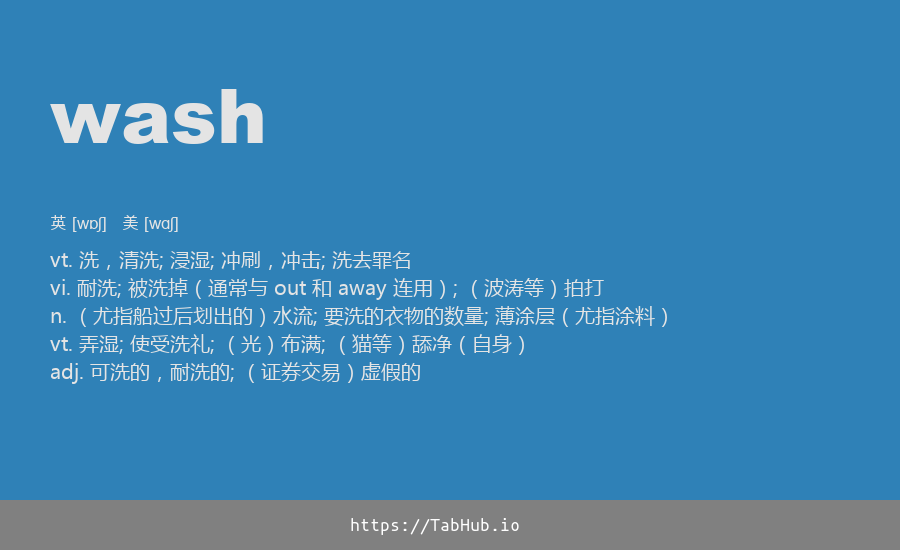 wash
英 [wɒʃ] 美 [wɑʃ]
vt. 洗，清洗; 浸湿; 冲刷，冲击; 洗去罪名
vi. 耐洗; 被洗掉（通常与 out 和 away 连用）; （波涛等）拍打
n. （尤指船过后划出的）水流; 要洗的衣物的数量; 薄涂层（尤指涂料）
vt. 弄湿; 使受洗礼; （光）布满; （猫等）舔净（自身）
adj. 可洗的，耐洗的; （证券交易）虚假的
https://TabHub.io